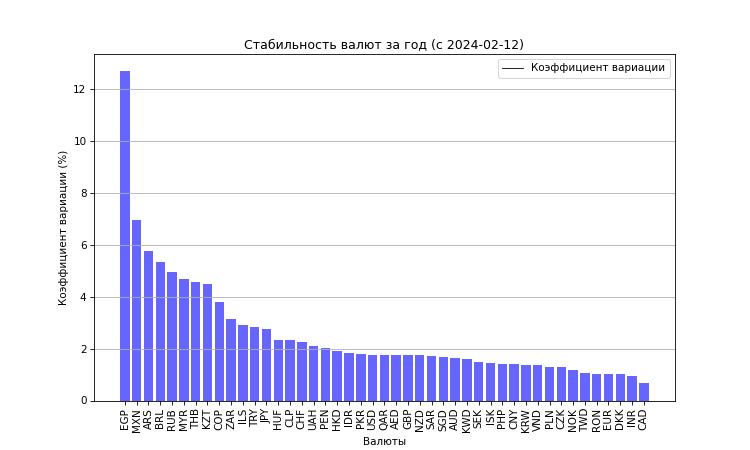 Стабильность валют за год (с 2024-02-12)
Коэффициент вариации
Коэффициент вариации (%)
12
10
8
6
4
2
0
EGP MXN ARS BRL RUB MYR THB KZT COP ZAR ILS TRY JPY HUF CLP CHF UAH PEN HKD IDR PKR USD QAR AED GBP NZD SAR SGD AUD KWD SEK ISK PHP CNY KRW VND PLN CZK NOK TWD RON EUR DKK INR CAD
Валюты